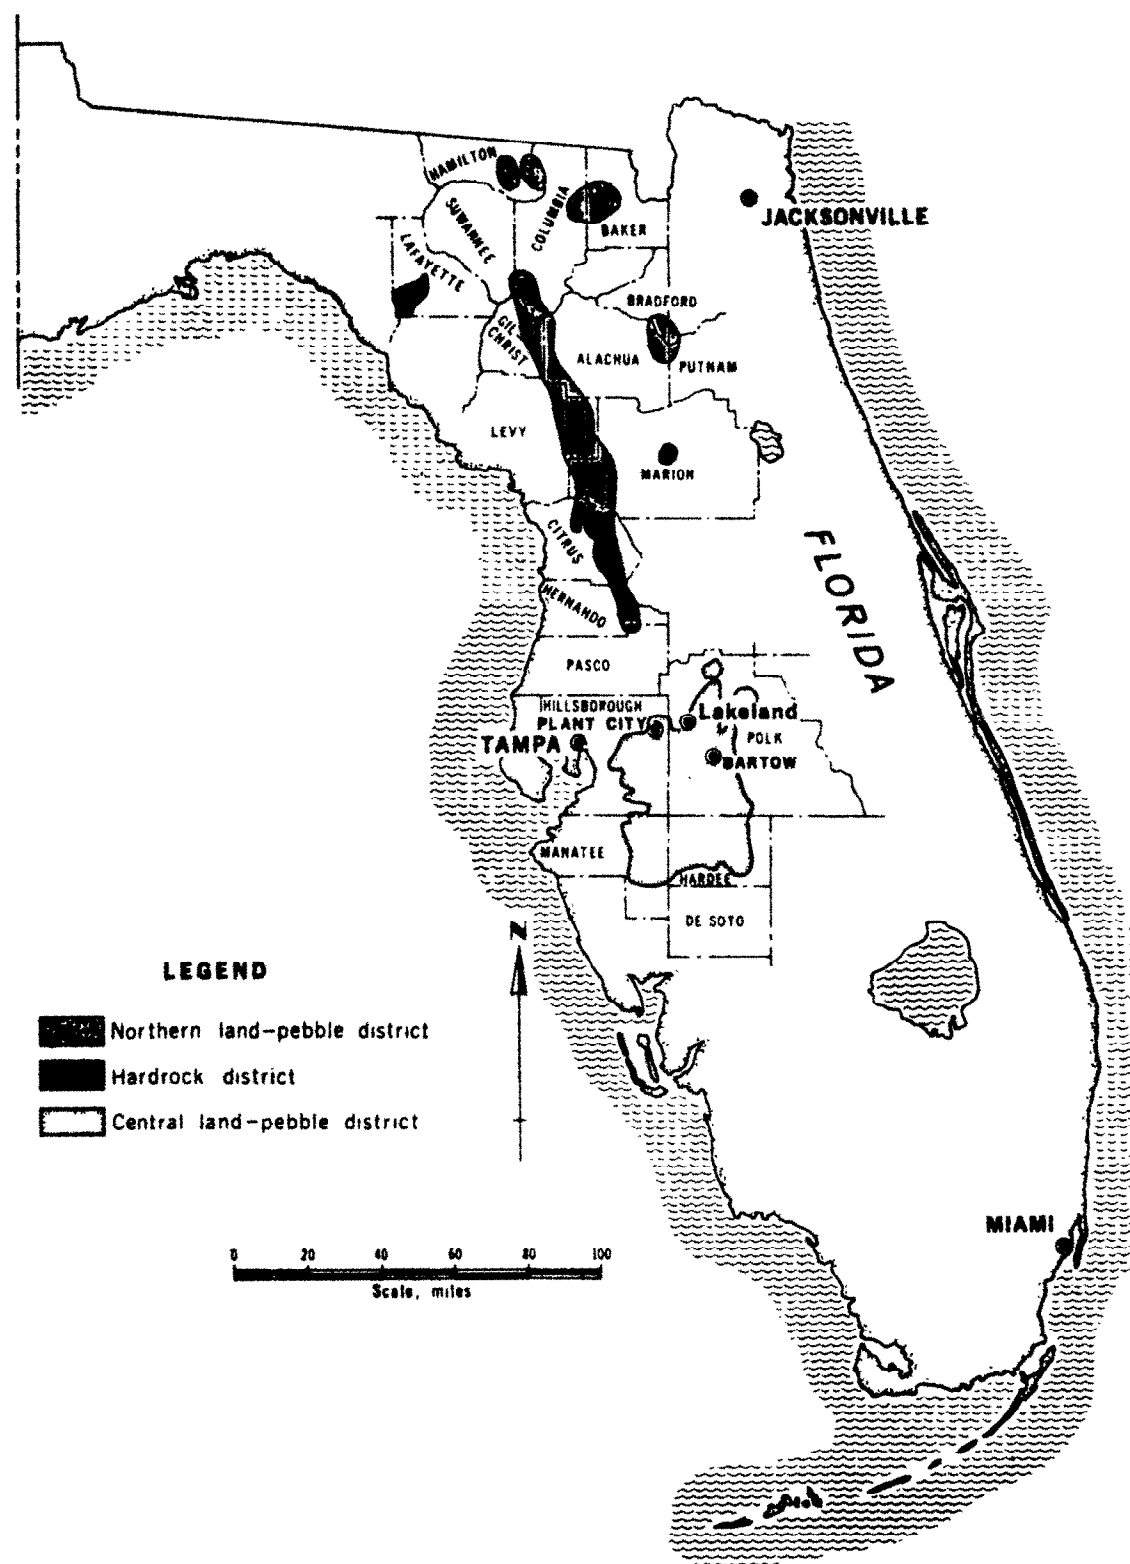 HAMILTON
SUWANNEE
COLUMBIA
BAKER
JACKSONVILLE
LAFAYETTE
BRADFORD
GIL-
CHRIST
ALACHUA
PUTNAM
LEVY
MARION
CITRUS
FLORIDA
HERNANDO
PASCO
HILLSBOROUGH
PLANT CITY
Lakeland
TAMPA
POLK
BARTOW
MANATEE
HARDEE
DE SOTO
N
LEGEND
Northern land-pebble district
Hardrock district
Central land-pebble district
MIAMI
0 20 40 60 80 100
Scale, miles